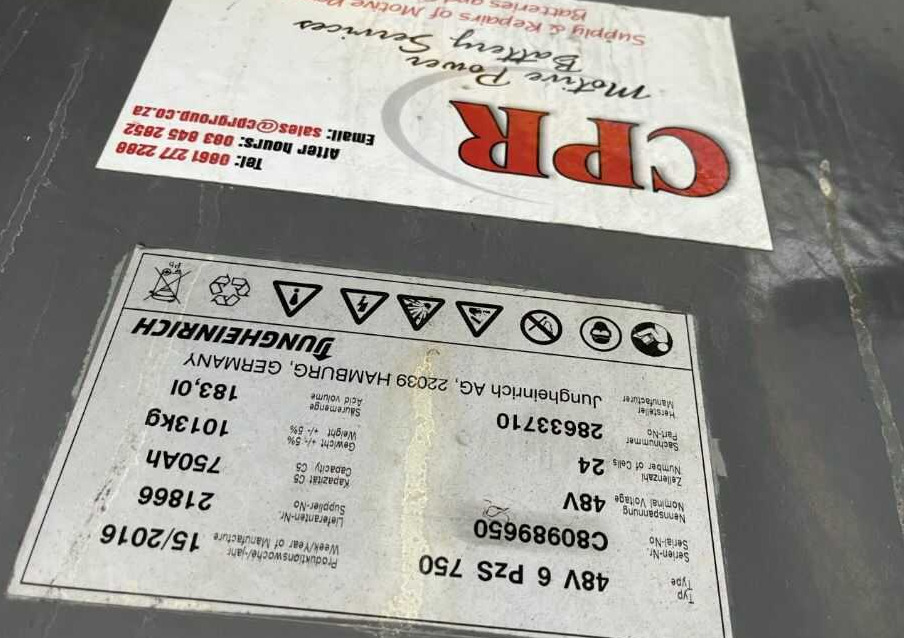 Typ
Type
48V 6 PzS 750
Produktionswoche/-jahr
Week/Year of Manufacture
15/2016
Serien-Nr
Serial-No
C80989650
Lieferanten-Nr.
Supplier-No
21866
Nennspannung
Nominal Voltage
48V
Kapazität C5
Capacity C5
750Ah
Zellenzahl
Number of Cells
24
Gewicht +/- 5%
Weight +/- 5%
1013kg
Sachnummer
Part-No
28633710
Säuremenge
Acid volume
183,0l
Hersteller
Manufacturer
Jungheinrich AG, 22039 HAMBURG, GERMANY
JUNGHEINRICH
Pb
CPR
Tel: 0861 277 2288
After hours: 083 845 2852
Email: sales@cprgroup.co.za
Motive Power
Battery Services
Supply & Repairs of Motive
Batteries